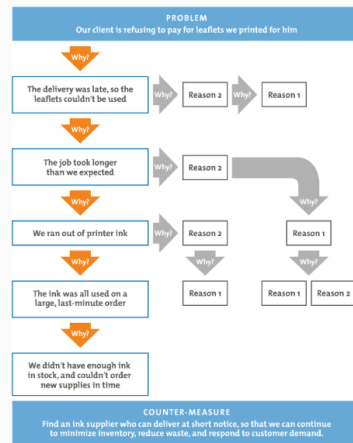 PROBLEM
Our client is refusing to pay for leaflets we printed for him
Why?
The delivery was late, so the
leaflets couldn't be used
Why?
Reason 2
Why?
Reason 1
Why?
The job took longer
than we expected
Why?
Reason 2
Why?
Why?
We ran out of printer ink
Why?
Reason 2
Reason 1
Why?
Why?
Why?
The ink was all used on a
large, last-minute order
Reason 1
Reason 1
Reason 2
Why?
We didn't have enough ink
in stock, and couldn't order
new supplies in time
COUNTER-MEASURE
Find an ink supplier who can deliver at short notice, so that we can continue
to minimize inventory, reduce waste, and respond to customer demand.